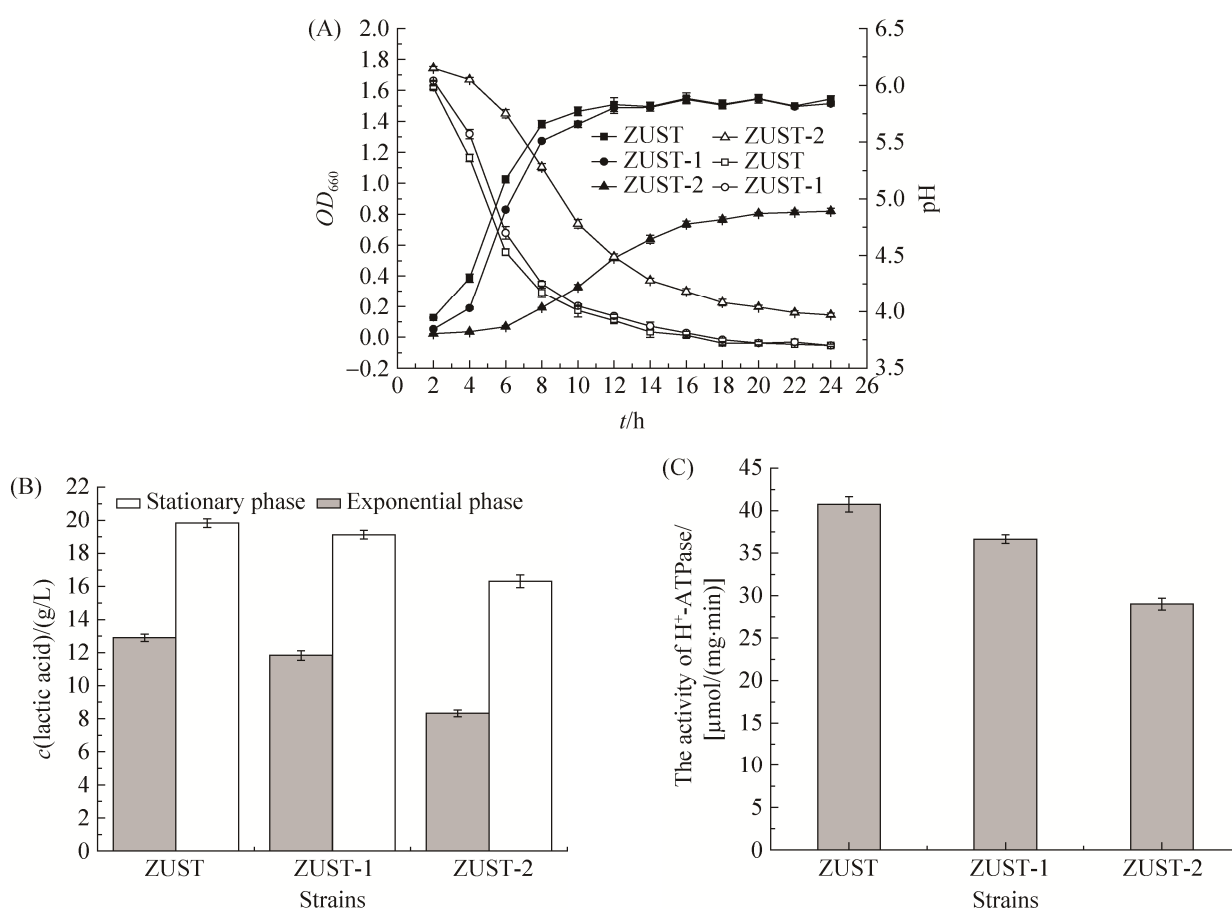 (A)
2.0
1.8
1.6
1.4
1.2
1.0
0.8
0.6
0.4
0.2
0.0
–0.2
OD660
6.5
6.0
5.5
5.0
4.5
4.0
3.5
pH
ZUST
ZUST-1
ZUST-2
ZUST-2
ZUST
ZUST-1
0 2 4 6 8 10 12 14 16 18 20 22 24 26
t/h
(B)
22
20
18
16
14
12
10
8
6
4
2
0
c(lactic acid)/(g/L)
Stationary phase Exponential phase
ZUST ZUST-1 ZUST-2
Strains
(C)
45
40
35
30
25
20
15
10
5
0
The activity of H+-ATPase/
[μmol/(mg·min)]
ZUST ZUST-1 ZUST-2
Strains